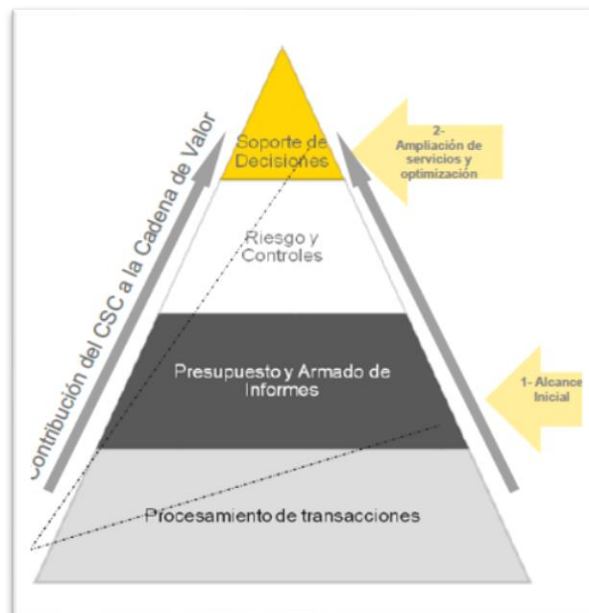 Contribución del CSC a la Cadena de Valor
Soporte de
Decisiones
2-
Ampliación de
servicios y
optimización
Riesgo y
Controles
Presupuesto y Armado de
Informes
1- Alcance
Inicial
Procesamiento de transacciones